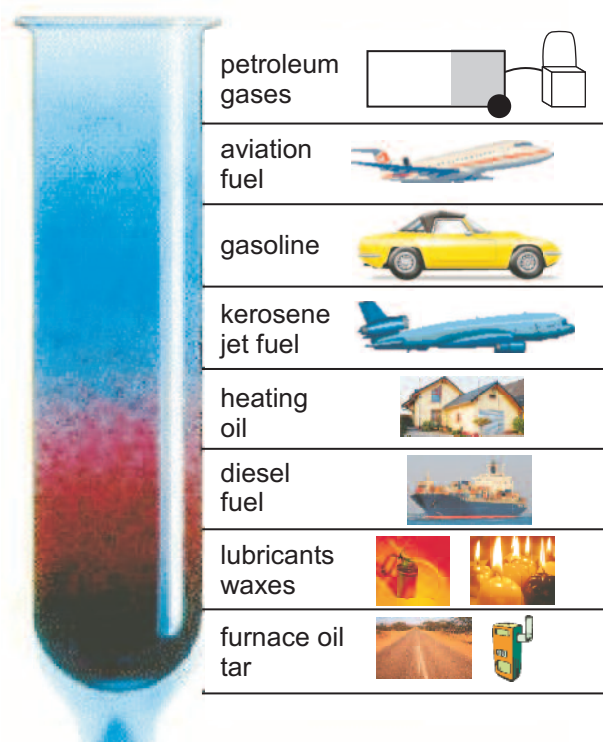 petroleum
gases
aviation
fuel
gasoline
kerosene
jet fuel
heating
oil
diesel
fuel
lubricants
waxes
furnace oil
tar